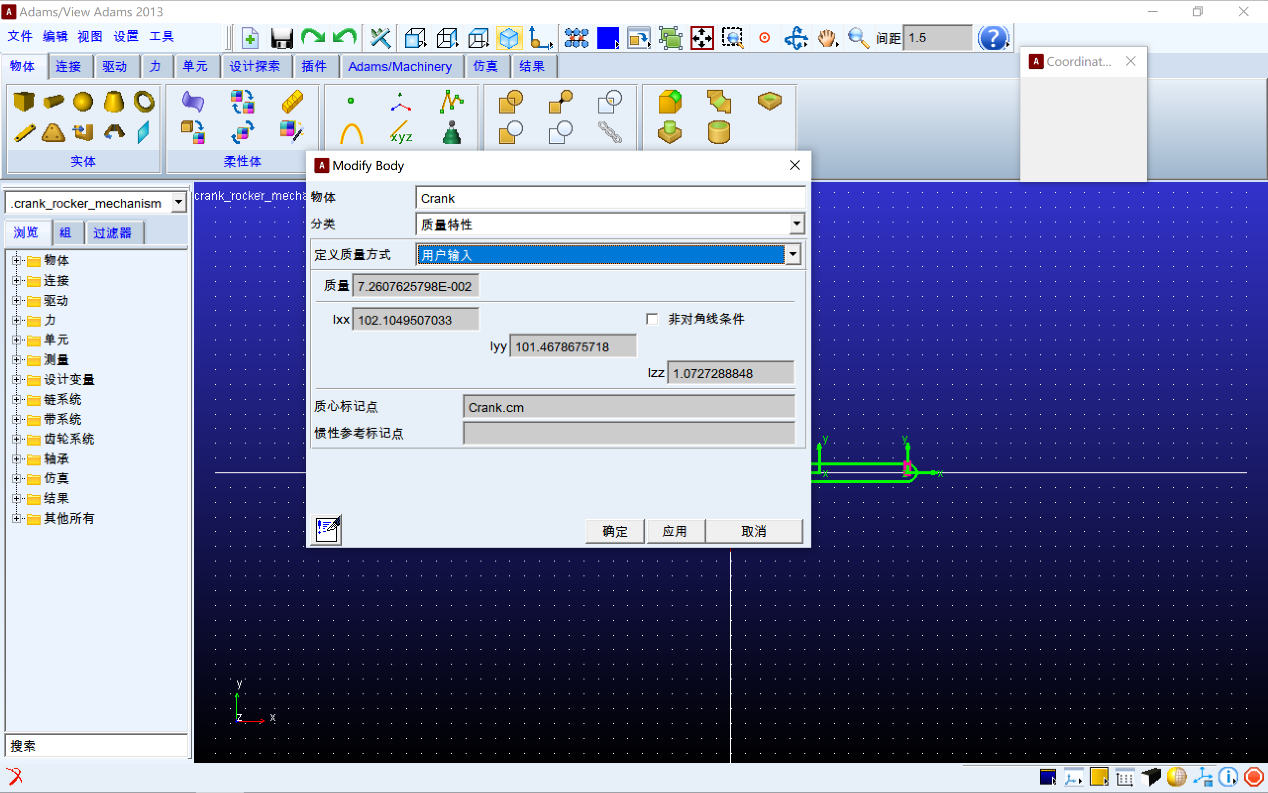 A Adams/View Adams 2013
文件 编辑 视图 设置 工具
间距 1.5
?
A Coordinat...
物体 连接 驱动 力 单元 设计探索 插件 Adams/Machinery 仿真 结果
xyz
实体 柔性体
A Modify Body
.crank_rocker_mechanism
crank_rocker_mecha
物体 Crank
分类 质量特性
浏览 组 过滤器
定义质量方式 用户输入
质量 7.2607625798E-002
Ixx 102.1049507033
非对角线条件
Iyy 101.4678675718
Izz 1.0727288848
质心标记点 Crank.cm
惯性参考标记点
确定 应用 取消
物体
连接
驱动
力
单元
测量
设计变量
链系统
带系统
齿轮系统
轴承
仿真
结果
其他所有
y y
x x
y
z x
搜索